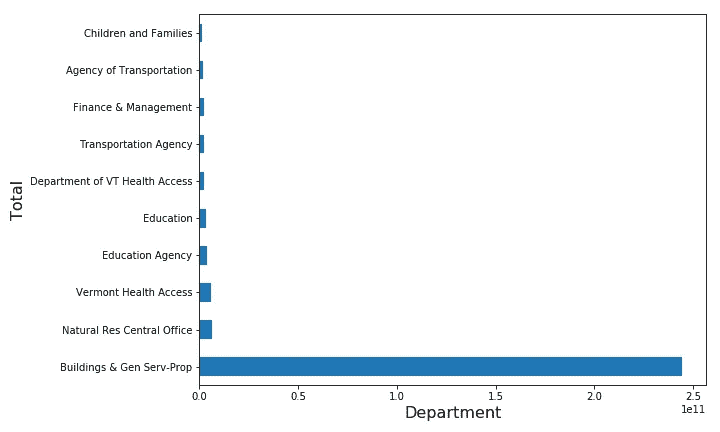 Children and Families
Agency of Transportation
Finance & Management
Transportation Agency
Department of VT Health Access
Education
Education Agency
Vermont Health Access
Natural Res Central Office
Buildings & Gen Serv-Prop
Total
0.0 0.5 1.0 1.5 2.0 2.5
1e11
Department